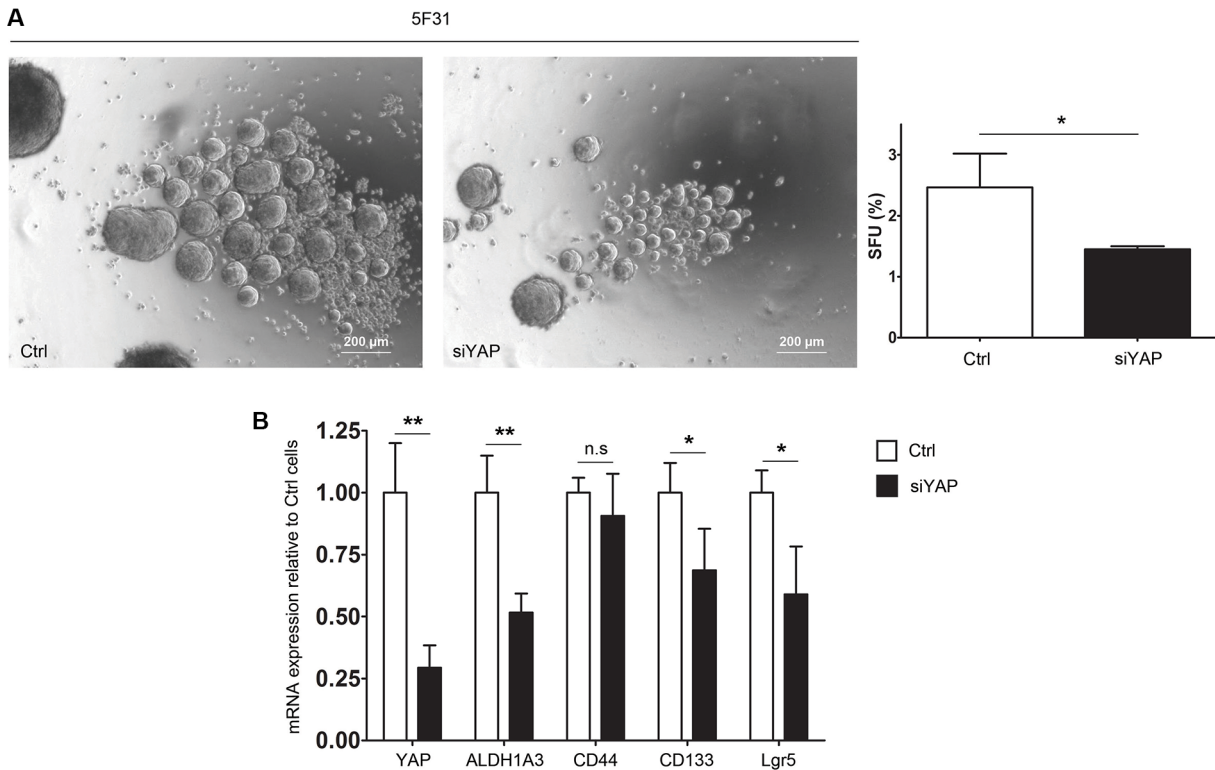 A
5F31
Ctrl
200 µm
siYAP
200 µm
*
SFU (%)
3
2
1
0
Ctrl
siYAP
B
mRNA expression relative to Ctrl cells
1.25
1.00
0.75
0.50
0.25
0.00
**
**
n.s
*
*
YAP
ALDH1A3
CD44
CD133
Lgr5
Ctrl
siYAP